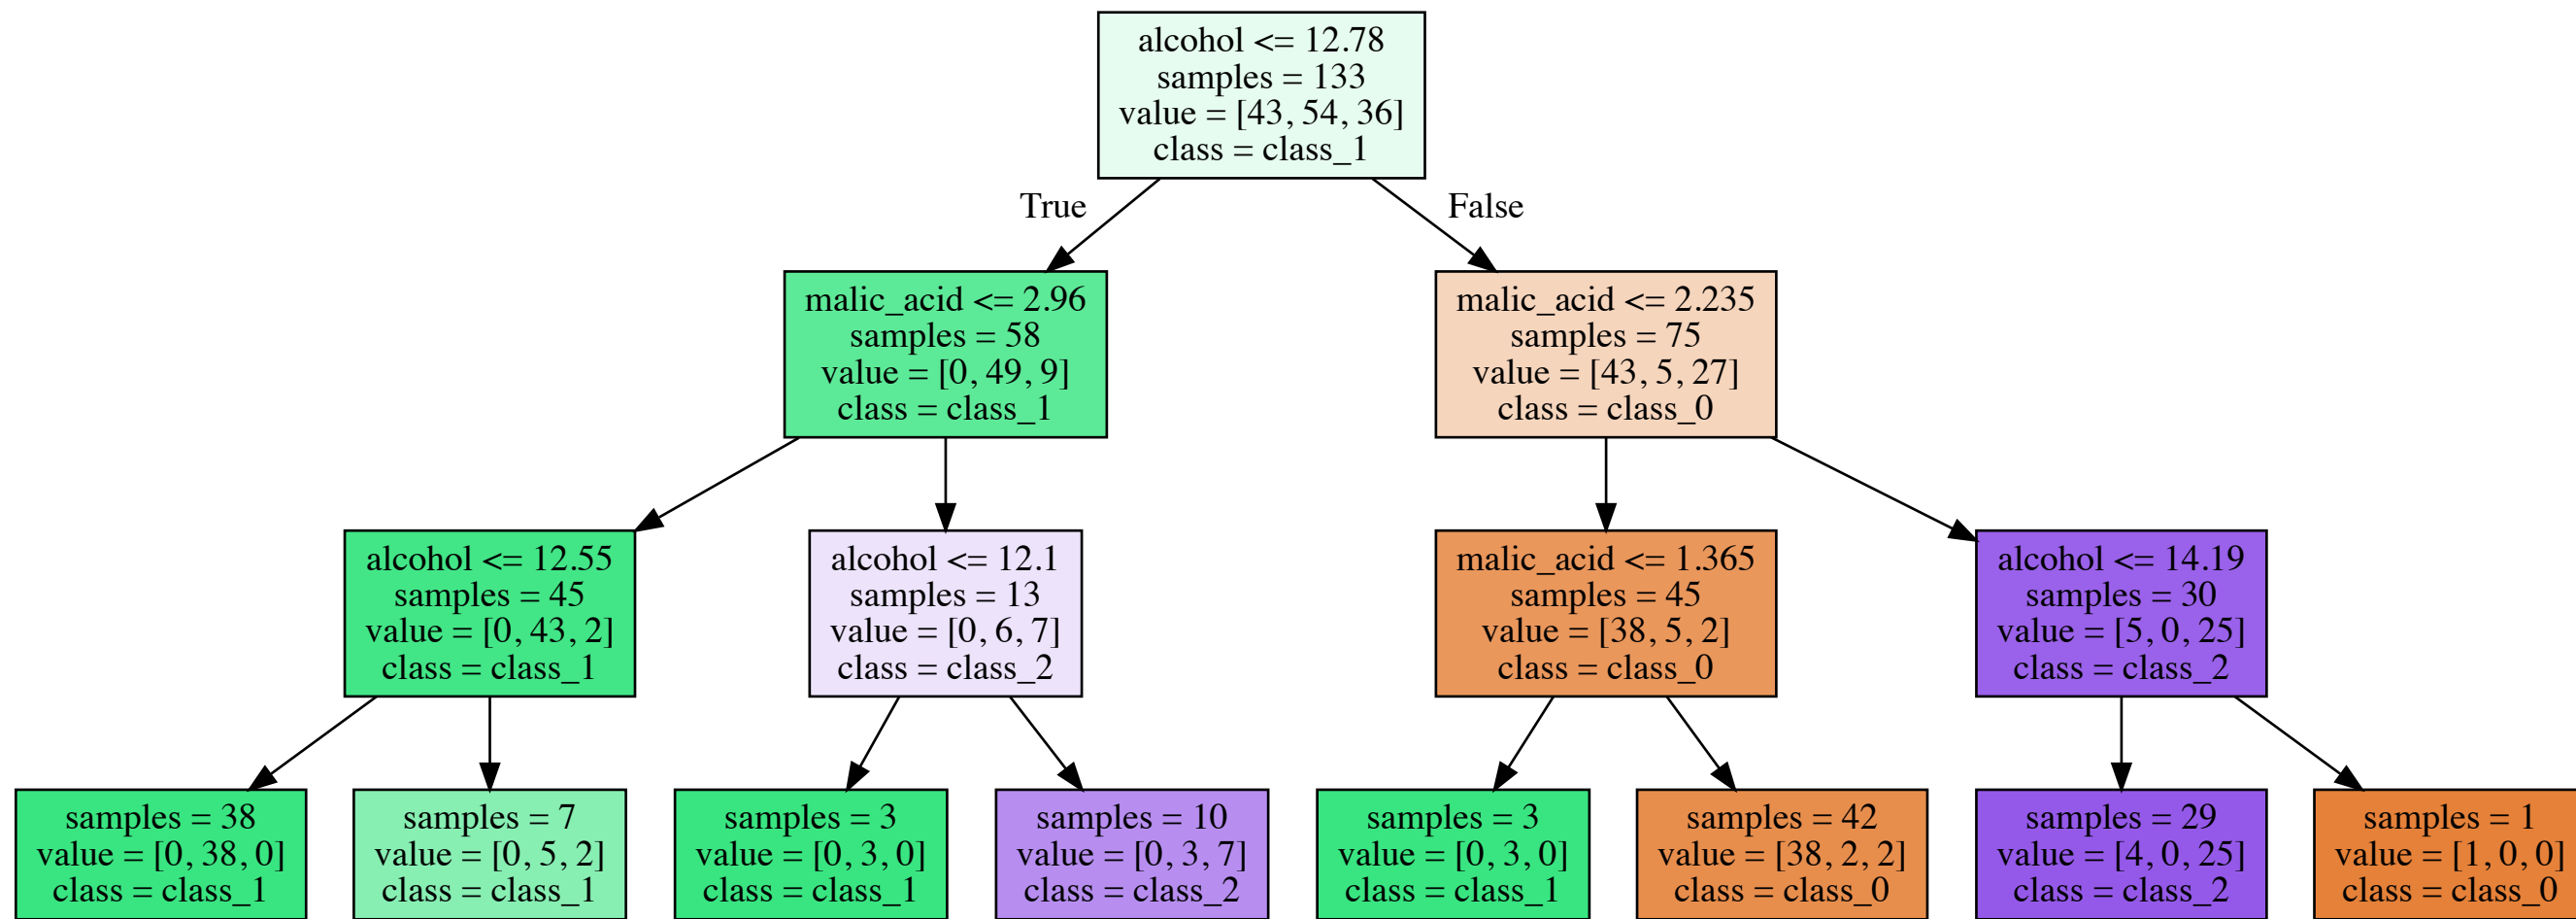 alcohol <= 12.78
samples = 133
value = [43, 54, 36]
class = class_1
True
False
malic_acid <= 2.96
samples = 58
value = [0, 49, 9]
class = class_1
malic_acid <= 2.235
samples = 75
value = [43, 5, 27]
class = class_0
alcohol <= 12.55
samples = 45
value = [0, 43, 2]
class = class_1
alcohol <= 12.1
samples = 13
value = [0, 6, 7]
class = class_2
malic_acid <= 1.365
samples = 45
value = [38, 5, 2]
class = class_0
alcohol <= 14.19
samples = 30
value = [5, 0, 25]
class = class_2
samples = 38
value = [0, 38, 0]
class = class_1
samples = 7
value = [0, 5, 2]
class = class_1
samples = 3
value = [0, 3, 0]
class = class_1
samples = 10
value = [0, 3, 7]
class = class_2
samples = 3
value = [0, 3, 0]
class = class_1
samples = 42
value = [38, 2, 2]
class = class_0
samples = 29
value = [4, 0, 25]
class = class_2
samples = 1
value = [1, 0, 0]
class = class_0